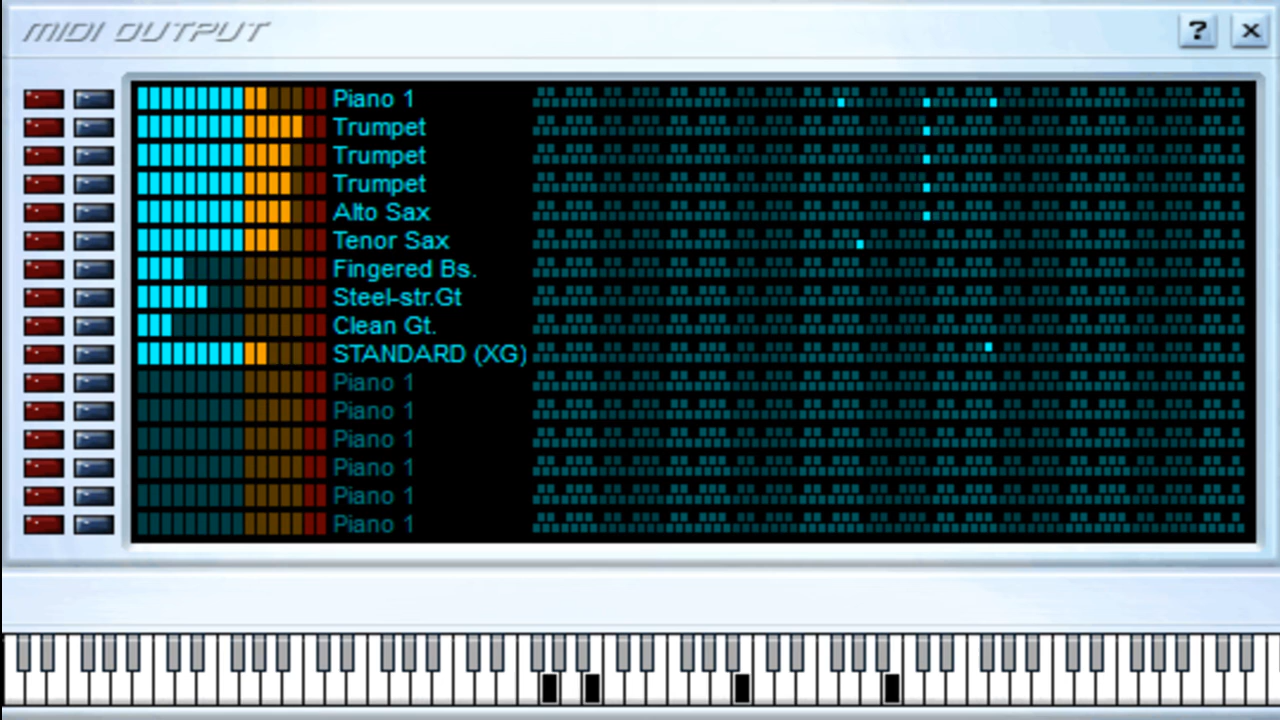 MIDI OUTPUT
? ×
Piano 1
Trumpet
Trumpet
Trumpet
Alto Sax
Tenor Sax
Fingered Bs.
Steel-str.Gt
Clean Gt.
STANDARD (XG)
Piano 1
Piano 1
Piano 1
Piano 1
Piano 1
Piano 1